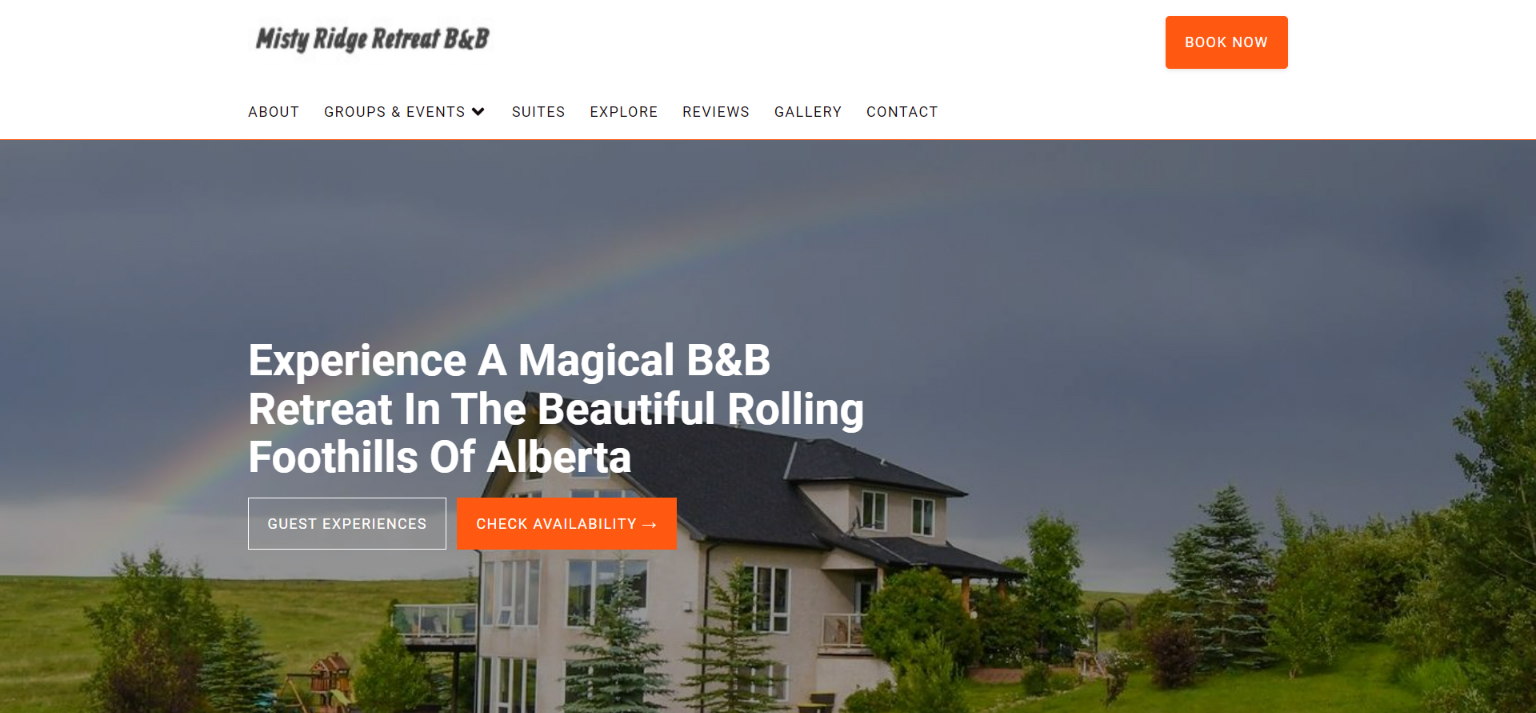 Misty Ridge Retreat B&B
BOOK NOW
ABOUT GROUPS & EVENTS SUITES EXPLORE REVIEWS GALLERY CONTACT
Experience A Magical B&B
Retreat In The Beautiful Rolling
Foothills Of Alberta
GUEST EXPERIENCES CHECK AVAILABILITY →